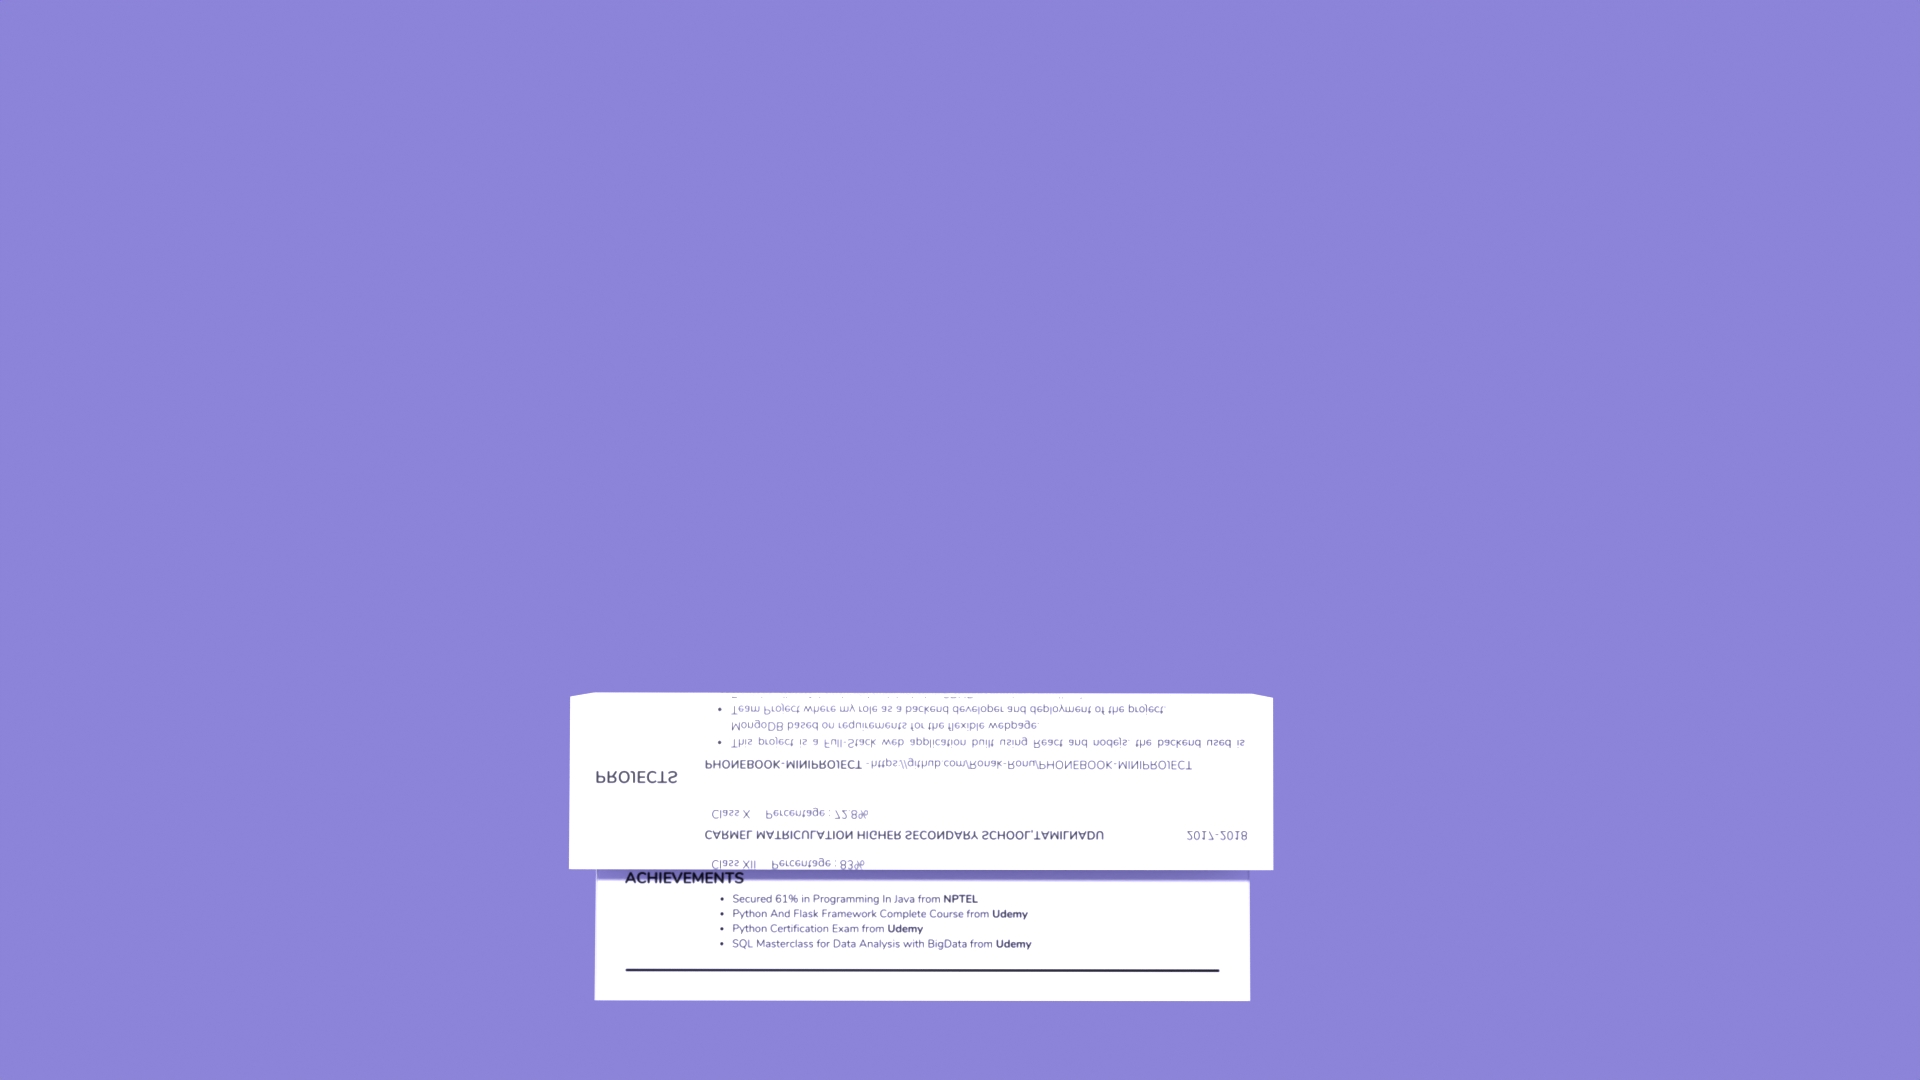 Class XII Percentage : 83%
CARMEL MATRICULATION HIGHER SECONDARY SCHOOL,TAMILNADU 2017-2018
Class X Percentage : 72.8%
PROJECTS
PHONEBOOK-MINIPROJECT -https://github.com/Ronak-Ronu/PHONEBOOK-MINIPROJECT
• This project is a Full-Stack web application built using React and nodejs. the backend used is
MongoDB based on requirements for the flexible webpage.
• Team Project where my role as a backend developer and deployment of the project.
ACHIEVEMENTS
• Secured 61% in Programming In Java from NPTEL
• Python And Flask Framework Complete Course from Udemy
• Python Certification Exam from Udemy
• SQL Masterclass for Data Analysis with BigData from Udemy